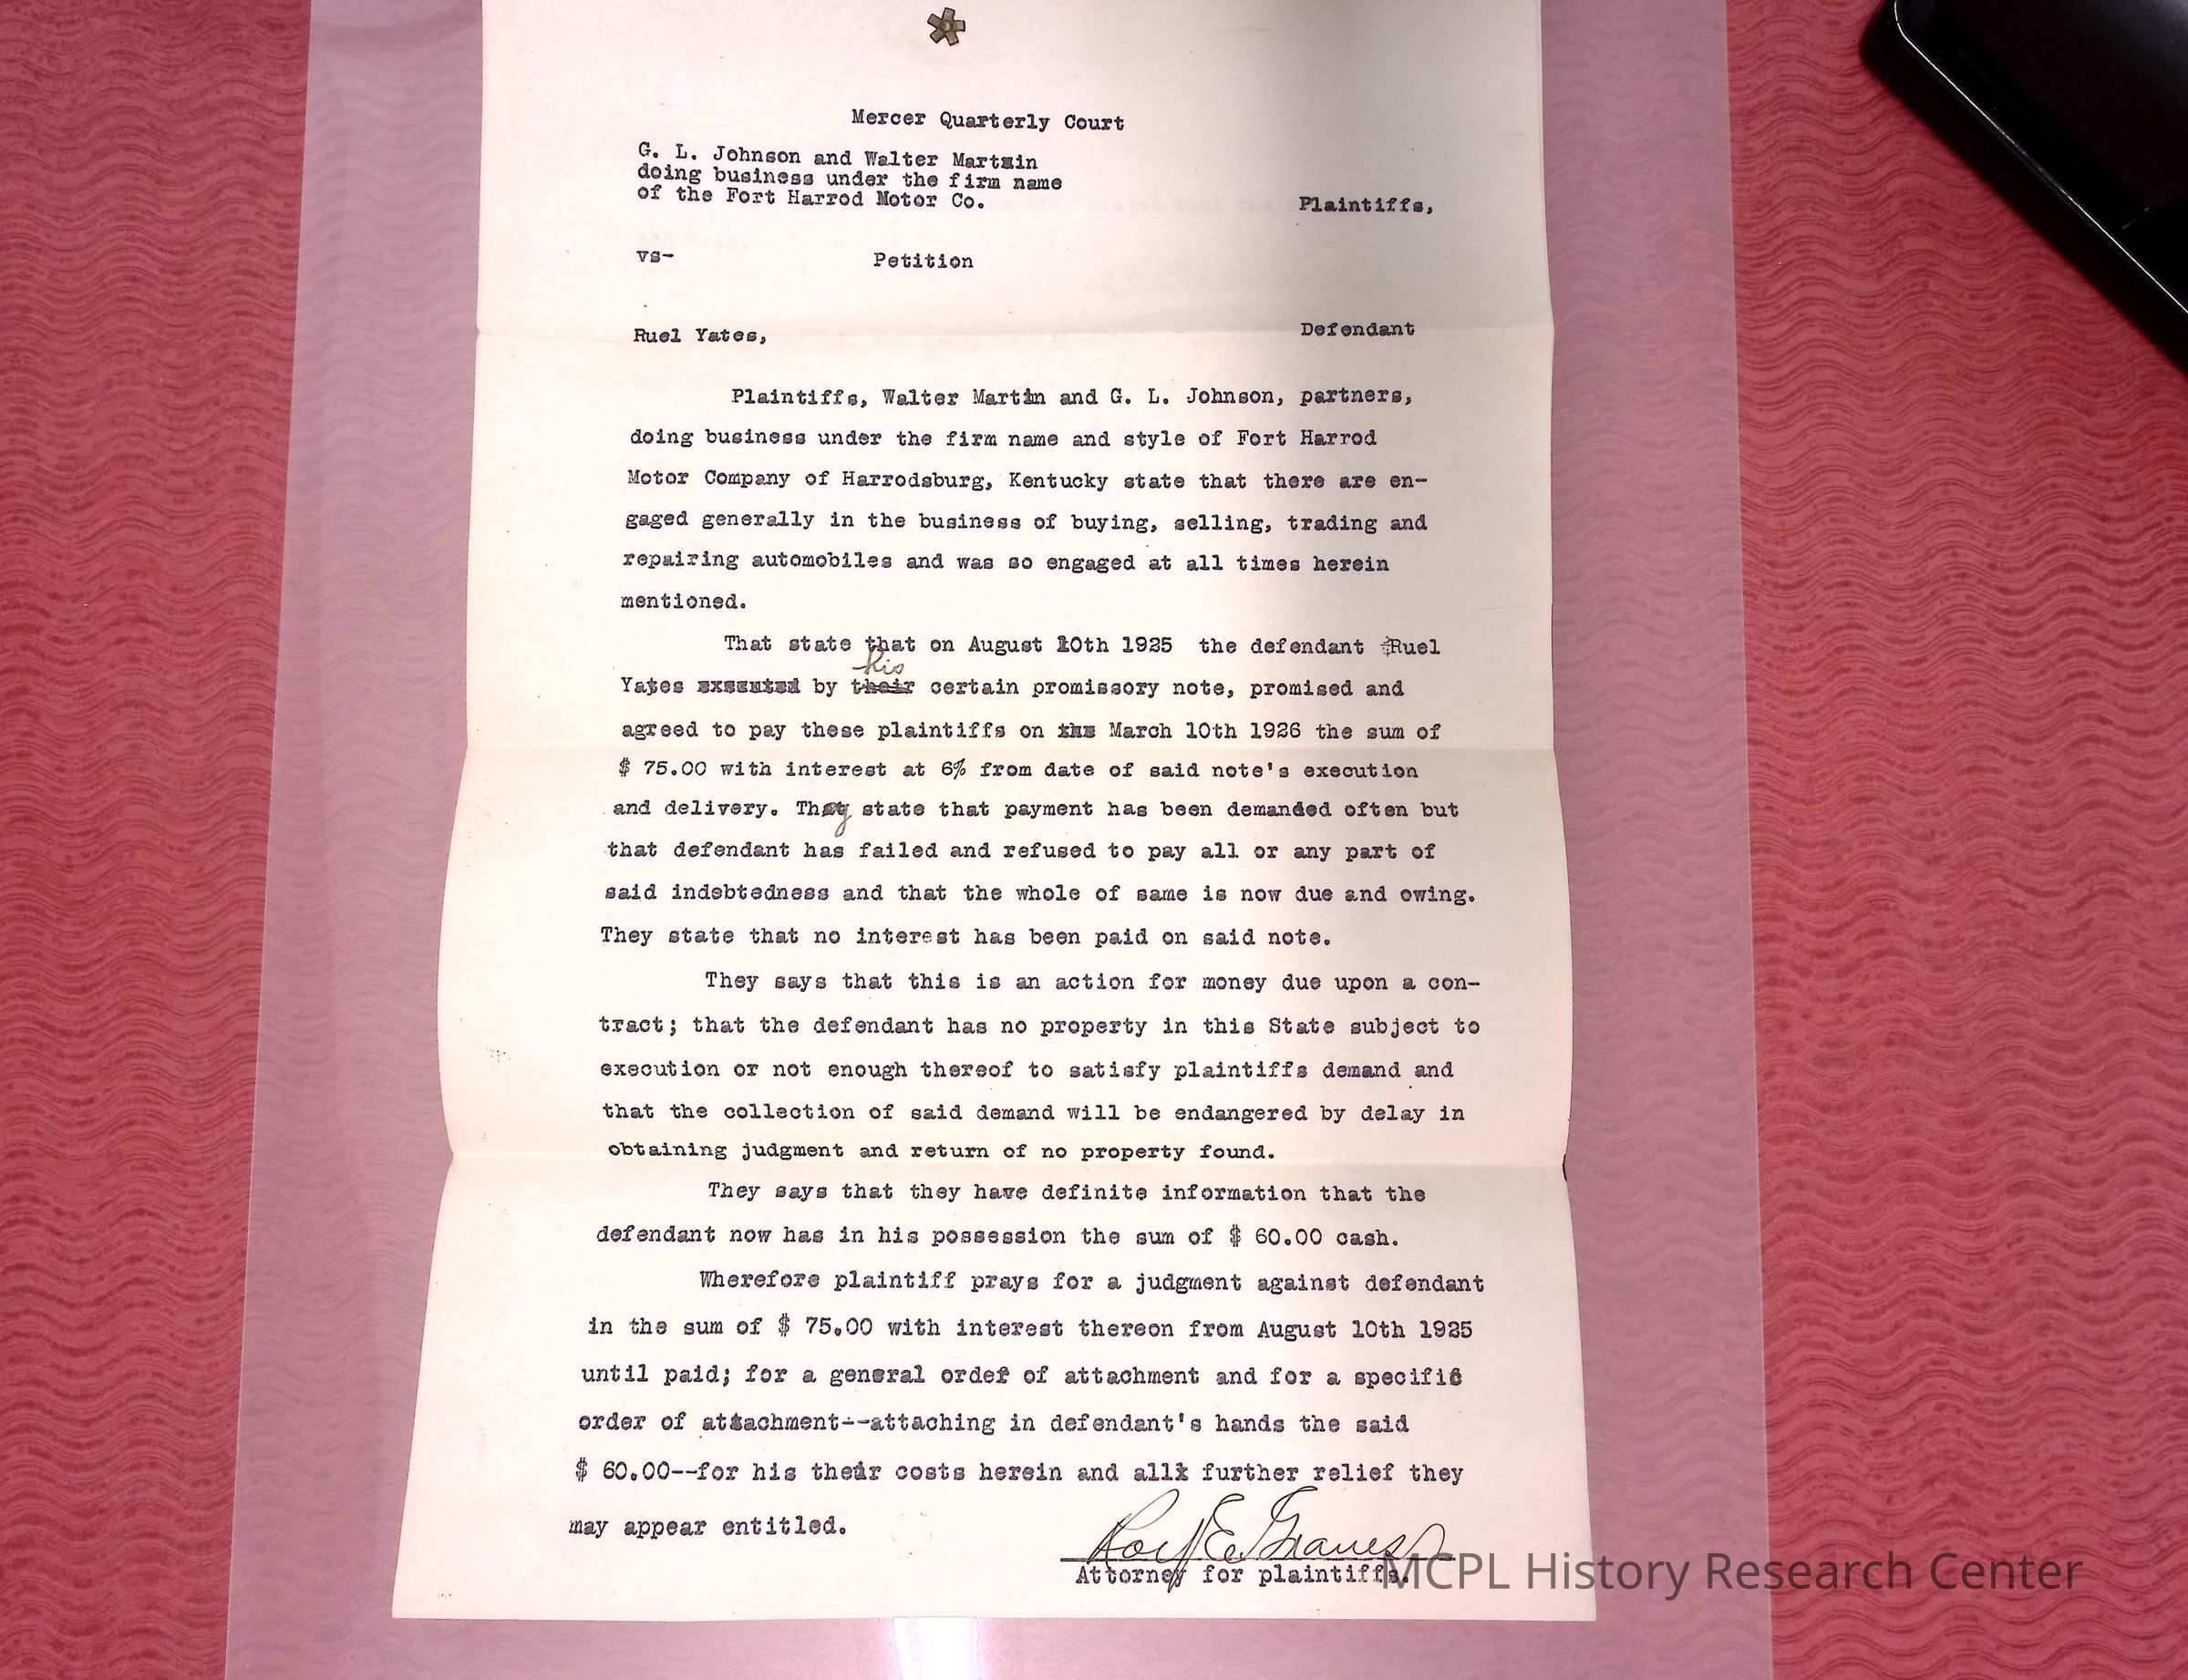 Mercer Quarterly Court
G. L. Johnson and Walter Martin
doing business under the firm name
of the Fort Harrod Motor Co.
Plaintiffs,
vs- Petition
Ruel Yates, Defendant
Plaintiffs, Walter Martin and G. L. Johnson, partners,
doing business under the firm name and style of Fort Harrod
Motor Company of Harrodsburg, Kentucky state that there are en-
gaged generally in the business of buying, selling, trading and
repairing automobiles and was so engaged at all times herein
mentioned.
That state that on August 10th 1925 the defendant Ruel
his
Yates executed by their certain promissory note, promised and
agreed to pay these plaintiffs on the March 10th 1926 the sum of
$ 75.00 with interest at 6% from date of said note's execution
and delivery. They state that payment has been demanded often but
that defendant has failed and refused to pay all or any part of
said indebtedness and that the whole of same is now due and owing.
They state that no interest has been paid on said note.
They says that this is an action for money due upon a con-
tract; that the defendant has no property in this State subject to
execution or not enough thereof to satisfy plaintiffs demand and
that the collection of said demand will be endangered by delay in
obtaining judgment and return of no property found.
They says that they have definite information that the
defendant now has in his possession the sum of $ 60.00 cash.
Wherefore plaintiff prays for a judgment against defendant
in the sum of $ 75.00 with interest thereon from August 10th 1925
until paid; for a general order of attachment and for a specific
order of attachment--attaching in defendant's hands the said
$ 60.00--for his their costs herein and all further relief they
may appear entitled.
Roy E Graves
Attorney for plaintiffs.
MCPL History Research Center